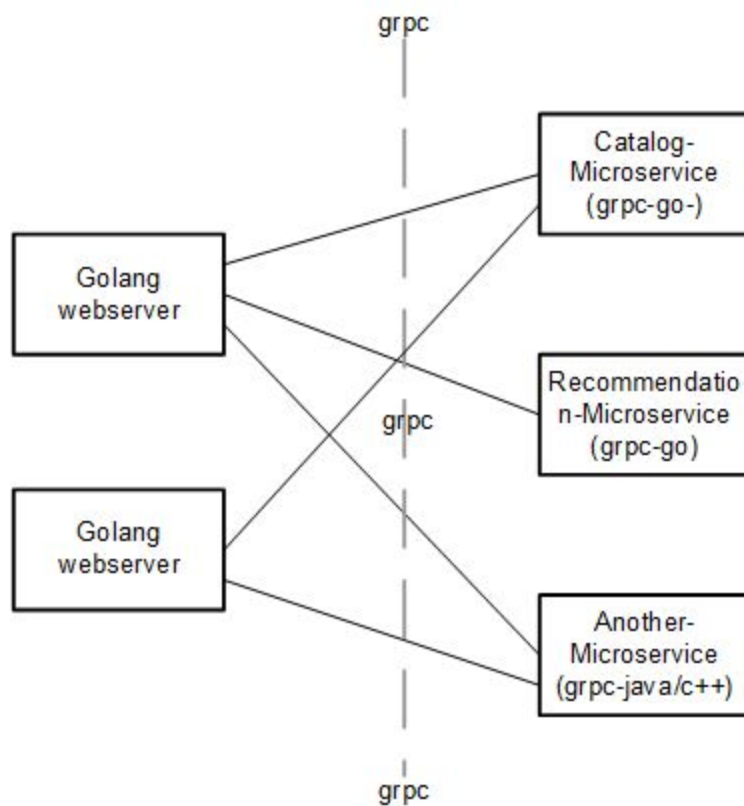 grpc
Catalog-
Microservice
(grpc-go-)
Golang
webserver
Recommendatio
n-Microservice
(grpc-go)
grpc
Golang
webserver
Another-
Microservice
(grpc-java/c++)
grpc